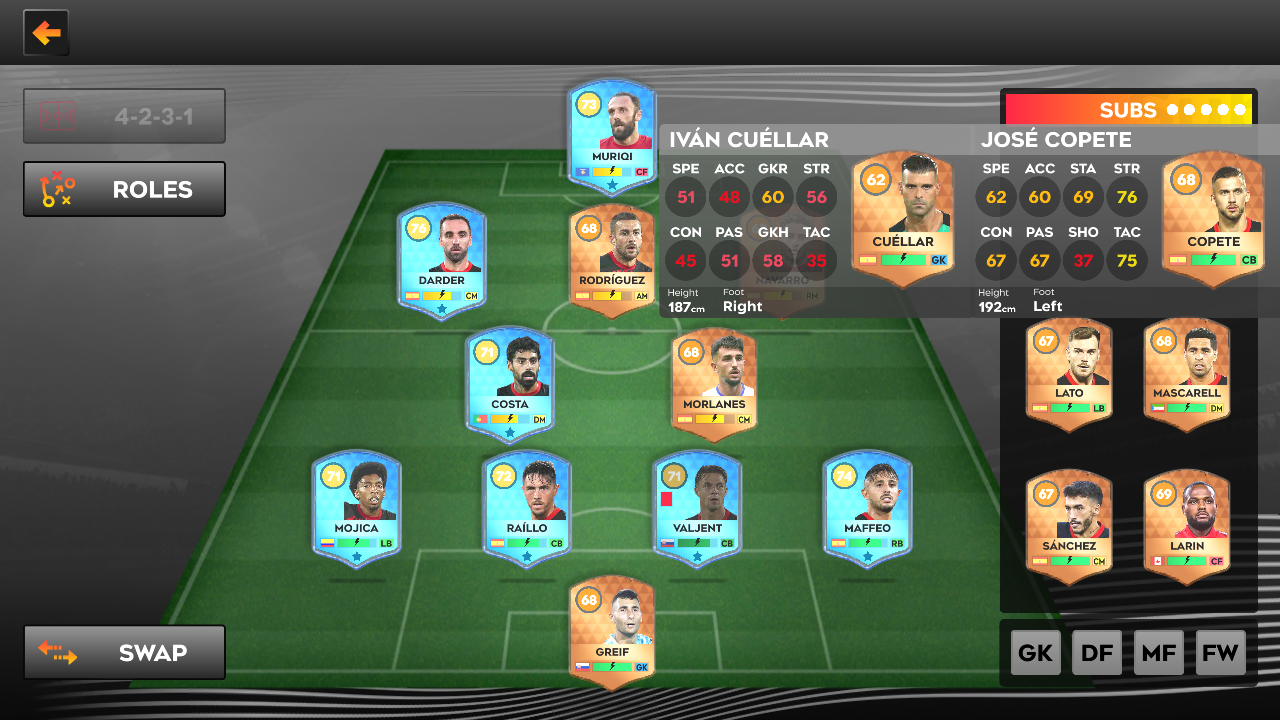 4-2-3-1
ROLES
SUBS
73
MURIQI
CF
76
DARDER
CM
68
RODRÍGUEZ
AM
NAVARRO
RM
IVÁN CUÉLLAR
SPE ACC GKR STR
51 48 60 56
CON PAS GKH TAC
45 51 58 35
Height Foot
187cm Right
62
CUÉLLAR
GK
JOSÉ COPETE
SPE ACC STA STR
62 60 69 76
CON PAS SHO TAC
67 67 37 75
Height Foot
192cm Left
68
COPETE
CB
71
COSTA
DM
68
MORLANES
CM
67
LATO
LB
68
MASCARELL
DM
71
MOJICA
LB
72
RAÍLLO
CB
71
VALJENT
CB
74
MAFFEO
RB
67
SÁNCHEZ
CM
69
LARIN
CF
68
GREIF
GK
SWAP
GK DF MF FW